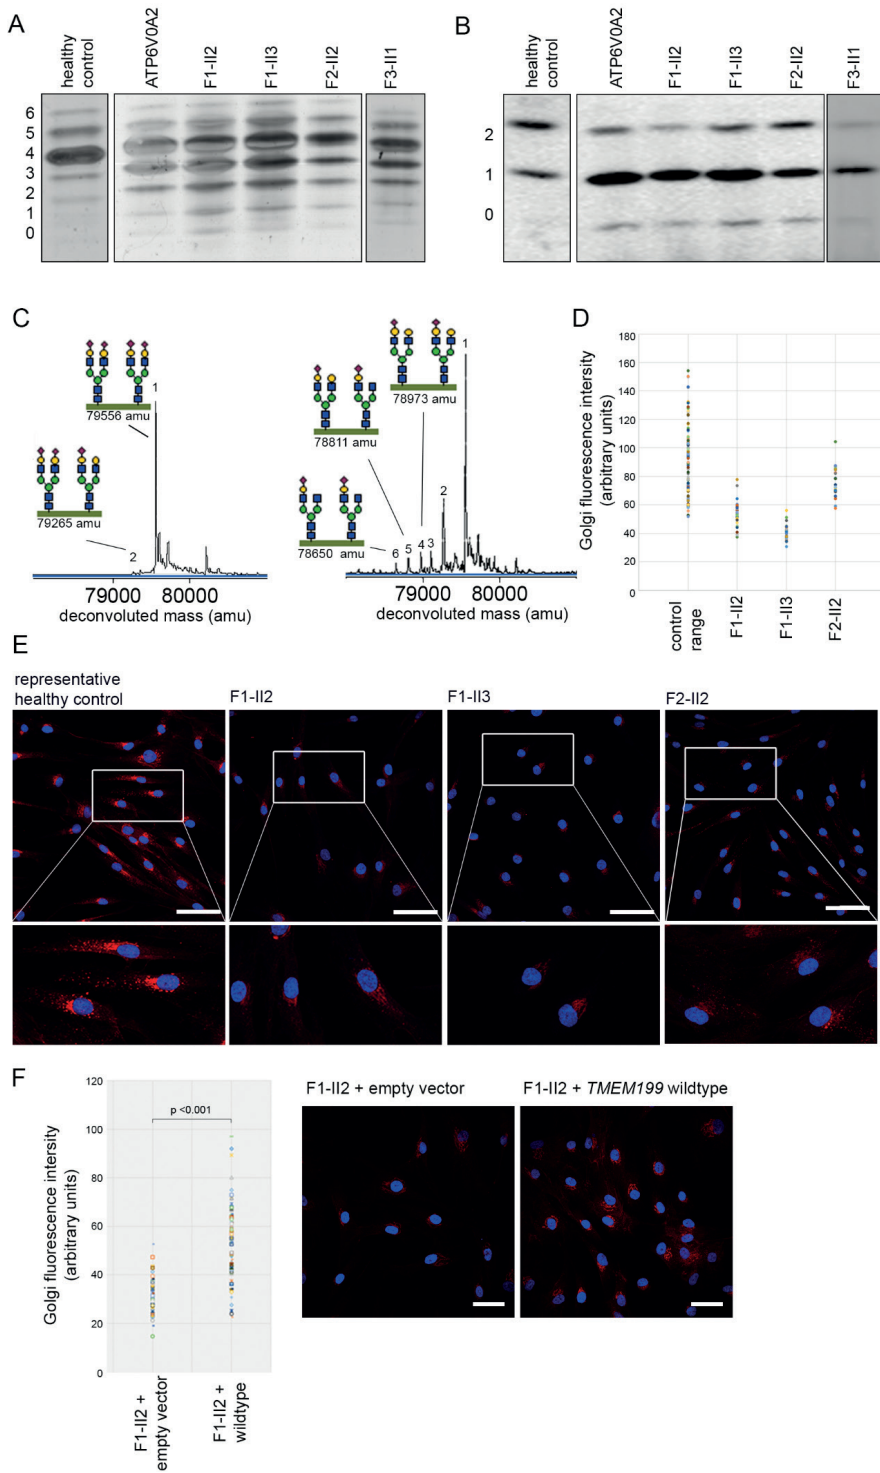 A
healthy
control
ATP6V0A2
F1-II2
F1-II3
F2-II2
F3-II1
6
5
4
3
2
1
0
B
healthy
control
ATP6V0A2
F1-II2
F1-II3
F2-II2
F3-II1
2
1
0
C
79556 amu
1
79265 amu
2
79000
80000
deconvoluted mass (amu)
78973 amu
1
78811 amu
78650 amu
2
6
5
4
3
79000
80000
deconvoluted mass (amu)
D
Golgi fluorescence intensity
(arbitrary units)
180
160
140
120
100
80
60
40
20
0
control
range
F1-II2
F1-II3
F2-II2
E
representative
healthy control
F1-II2
F1-II3
F2-II2
F
Golgi fluorescence intensity
(arbitrary units)
120
100
80
60
40
20
0
p <0.001
F1-II2 +
empty vector
F1-II2 +
wildtype
F1-II2 + empty vector
F1-II2 + TMEM199 wildtype